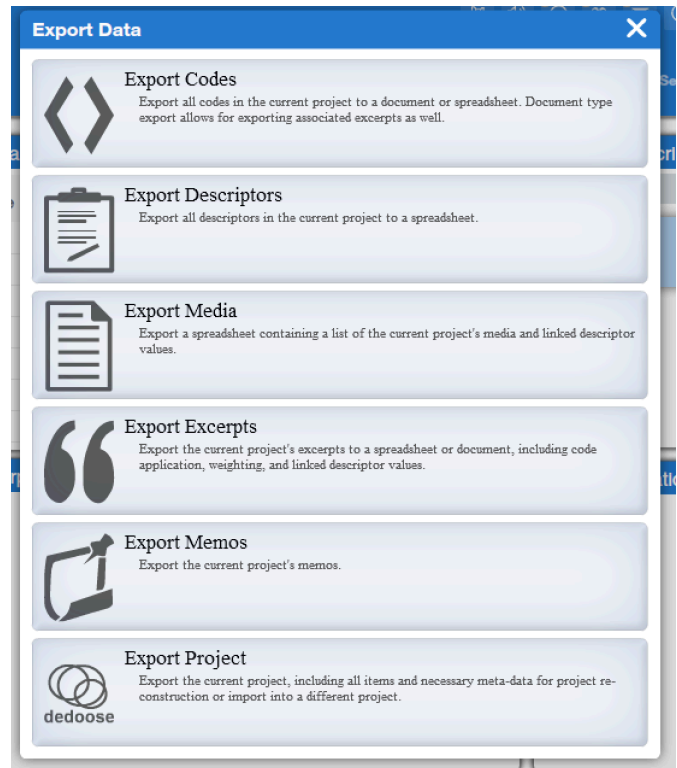 Export Data
Export Codes
Export all codes in the current project to a document or spreadsheet. Document type
export allows for exporting associated excerpts as well.
Export Descriptors
Export all descriptors in the current project to a spreadsheet.
Export Media
Export a spreadsheet containing a list of the current project's media and linked descriptor
values.
Export Excerpts
Export the current project's excerpts to a spreadsheet or document, including code
application, weighting, and linked descriptor values.
Export Memos
Export the current project's memos.
Export Project
Export the current project, including all items and necessary meta-data for project re-
construction or import into a different project.
dedoose